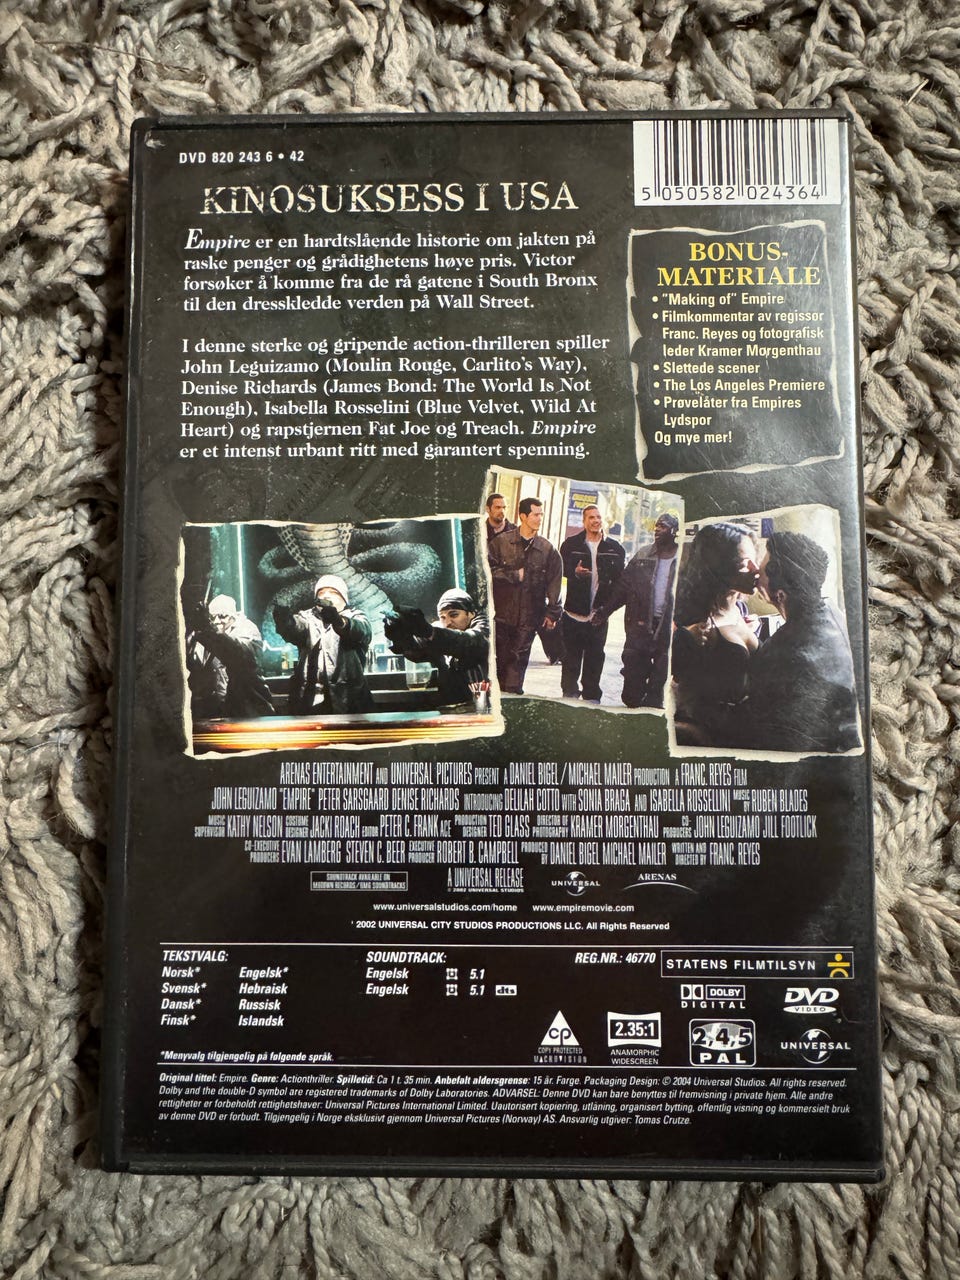 DVD 820 243 6 • 42
5 050582 024364
KINOSUKSESS I USA
Empire er en hardtslående historie om jakten på
raske penger og grådighetens høye pris. Victor
forsøker å komme fra de rå gatene i South Bronx
til den dresskledde verden på Wall Street.
I denne sterke og gripende action-thrilleren spiller
John Leguizamo (Moulin Rouge, Carlito's Way),
Denise Richards (James Bond: The World Is Not
Enough), Isabella Rosselini (Blue Velvet, Wild At
Heart) og rapstjernen Fat Joe og Treach. Empire
er et intenst urbant ritt med garantert spenning.
BONUS-
MATERIALE
• "Making of" Empire
• Filmkommentar av regissør
Franc. Reyes og fotografisk
leder Kramer Morgenthau
• Slettede scener
• The Los Angeles Premiere
• Prøvelåter fra Empires
Lydspor
Og mye mer!
ARENAS ENTERTAINMENT AND UNIVERSAL PICTURES PRESENT A DANIEL BIGEL / MICHAEL MAILER PRODUCTION A FRANC. REYES FILM
JOHN LEGUIZAMO "EMPIRE" PETER SARSGAARD DENISE RICHARDS INTRODUCING DELILAH COTTO WITH SONIA BRAGA AND ISABELLA ROSSELLINI MUSIC BY RUBEN BLADES
MUSIC SUPERVISOR KATHY NELSON COSTUME DESIGNER JACKI ROACH EDITOR PETER C. FRANK ACE PRODUCTION DESIGNER TED GLASS DIRECTOR OF PHOTOGRAPHY KRAMER MORGENTHAU CO-PRODUCERS JOHN LEGUIZAMO JILL FOOTLICK
CO-EXECUTIVE PRODUCERS EVAN LAMBERG STEVEN C. BEER EXECUTIVE PRODUCER ROBERT B. CAMPBELL PRODUCED BY DANIEL BIGEL MICHAEL MAILER WRITTEN AND DIRECTED BY FRANC. REYES
SOUNDTRACK AVAILABLE ON
A UNIVERSAL RELEASE
© 2002 UNIVERSAL STUDIOS
UNIVERSAL
ARENAS
www.universalstudios.com/home www.empiremovie.com
2002 UNIVERSAL CITY STUDIOS PRODUCTIONS LLC. All Rights Reserved
TEKSTVALG:
Norsk* Engelsk*
Svensk* Hebraisk
Dansk* Russisk
Finsk* Islandsk
*Menyvalg tilgjengelig på følgende språk.
SOUNDTRACK:
Engelsk 5.1
Engelsk 5.1 dts
REG.NR.: 46770
STATENS FILMTILSYN
DOLBY
DIGITAL
DVD
VIDEO
CP
COPY PROTECTED
MACROVISION
2.35:1
ANAMORPHIC
WIDESCREEN
2,4,5
PAL
UNIVERSAL
Original tittel: Empire. Genre: Actionthriller. Spilletid: Ca 1 t. 35 min. Anbefalt aldersgrense: 15 år. Farge. Packaging Design: © 2004 Universal Studios. All rights reserved.
Dolby and the double-D symbol are registered trademarks of Dolby Laboratories. ADVARSEL: Denne DVD kan bare benyttes til fremvisning i private hjem. Alle andre
rettigheter er forbeholdt rettighetshaver: Universal Pictures International Limited. Uautorisert kopiering, utlåning, organisert bytting, offentlig visning og kommersielt bruk
av denne DVD er forbudt. Tilgjengelig i Norge eksklusivt gjennom Universal Pictures (Norway) AS. Ansvarlig utgiver: Tomas Crutze.